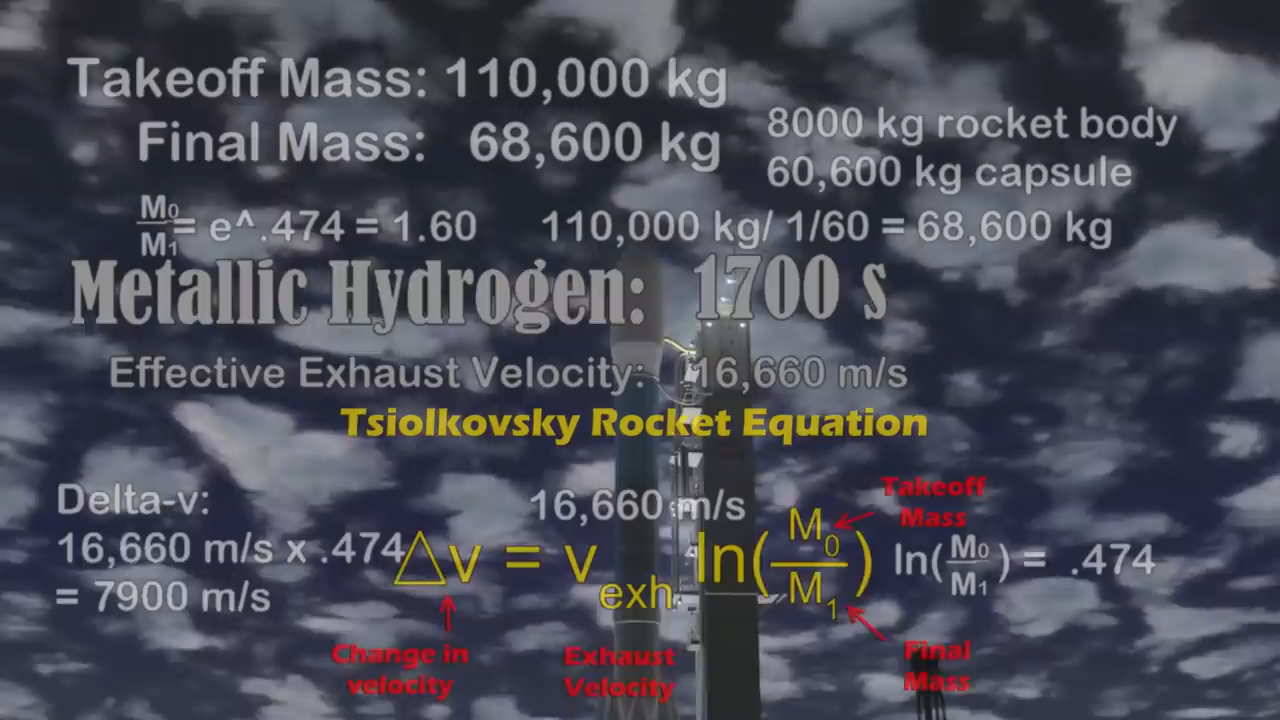 Takeoff Mass: 110,000 kg
Final Mass: 68,600 kg
8000 kg rocket body
60,600 kg capsule
M₀/M₁ = e^.474 = 1.60
110,000 kg/ 1/60 = 68,600 kg
Metallic Hydrogen: 1700 s
Effective Exhaust Velocity: 16,660 m/s
Tsiolkovsky Rocket Equation
Delta-v:
16,660 m/s x .474
= 7900 m/s
16,660 m/s
△v = v exh ln(M₀/M₁)
Takeoff
Mass
ln(M₀/M₁) = .474
Change in
velocity
Exhaust
Velocity
Final
Mass